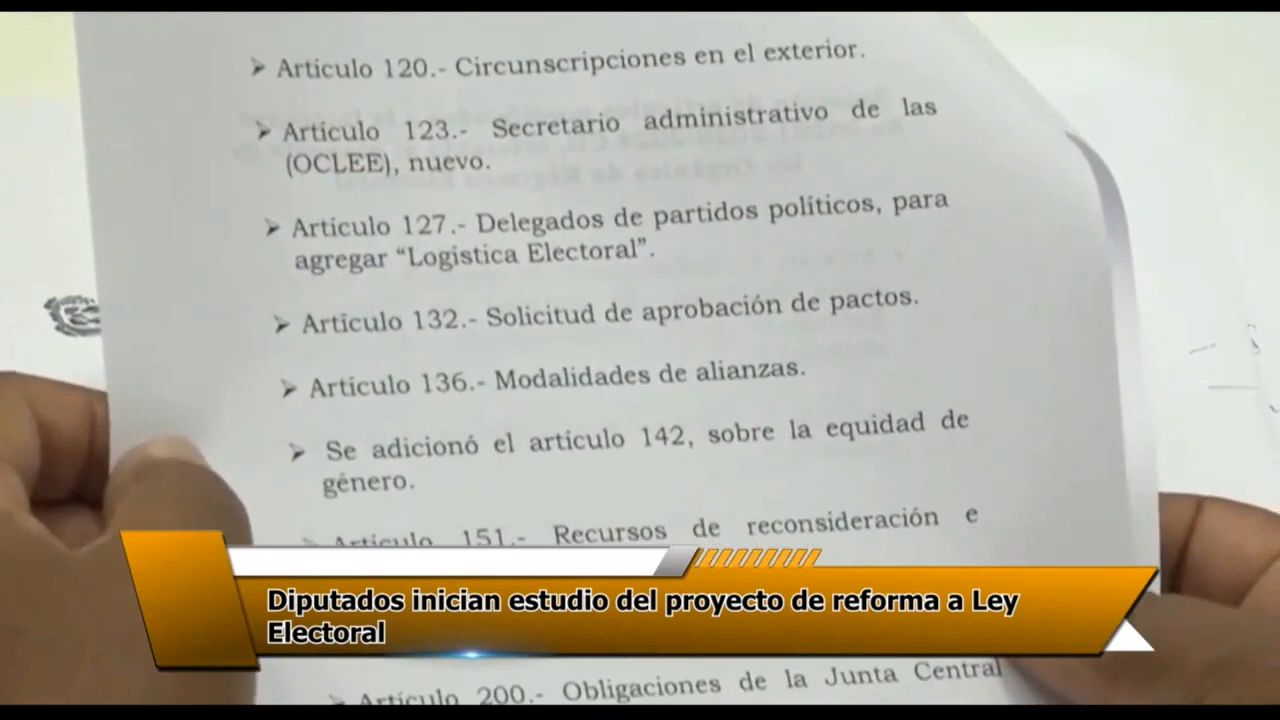 ➤ Artículo 120.- Circunscripciones en el exterior.
➤ Artículo 123.- Secretario administrativo de las
(OCLEE), nuevo.
➤ Artículo 127.- Delegados de partidos políticos, para
agregar “Logistica Electoral”.
➤ Artículo 132.- Solicitud de aprobación de pactos.
➤ Artículo 136.- Modalidades de alianzas.
➤ Se adicionó el artículo 142, sobre la equidad de
género.
Artículo 151.- Recursos de reconsideración e
Diputados inician estudio del proyecto de reforma a Ley
Electoral
Artículo 200.- Obligaciones de la Junta Central